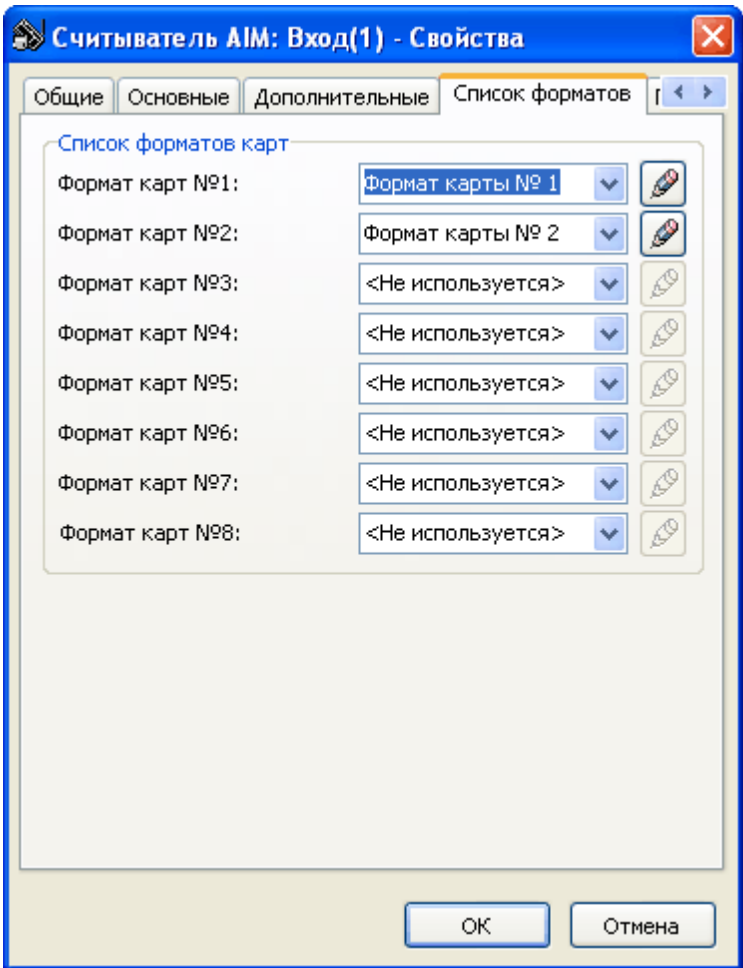 Считыватель AIM: Вход(1) - Свойства
Общие Основные Дополнительные Список форматов
Список форматов карт
Формат карт №1: Формат карты № 1
Формат карт №2: Формат карты № 2
Формат карт №3: <Не используется>
Формат карт №4: <Не используется>
Формат карт №5: <Не используется>
Формат карт №6: <Не используется>
Формат карт №7: <Не используется>
Формат карт №8: <Не используется>
ОК Отмена